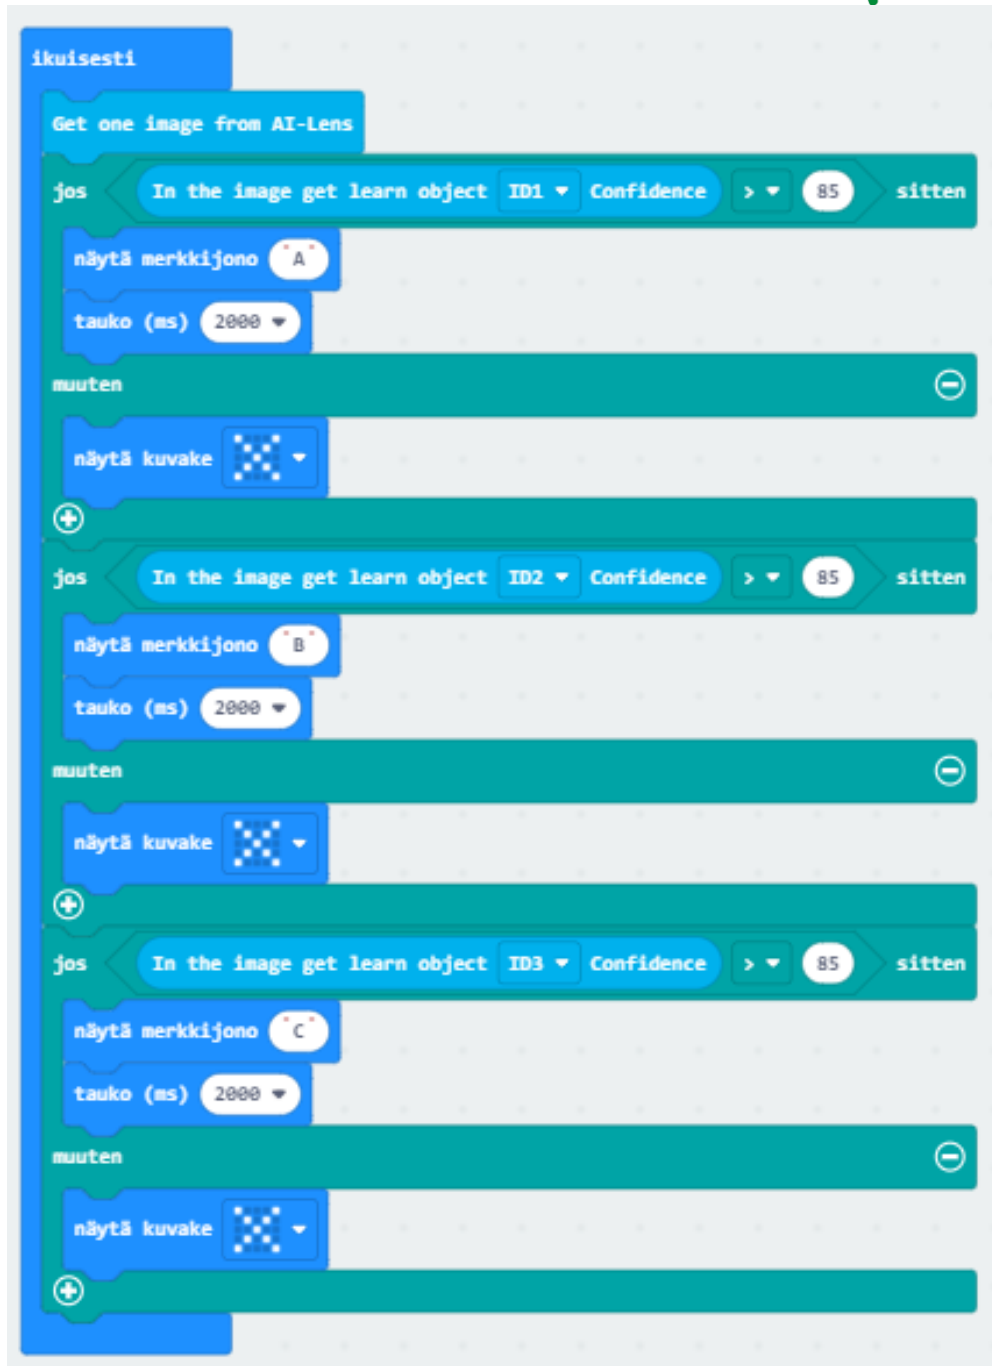 ikuisesti
Get one image from AI-Lens
jos In the image get learn object ID1 Confidence > 85 sitten
näytä merkkijono "A"
tauko (ms) 2000
muuten
näytä kuvake
jos In the image get learn object ID2 Confidence > 85 sitten
näytä merkkijono "B"
tauko (ms) 2000
muuten
näytä kuvake
jos In the image get learn object ID3 Confidence > 85 sitten
näytä merkkijono "C"
tauko (ms) 2000
muuten
näytä kuvake